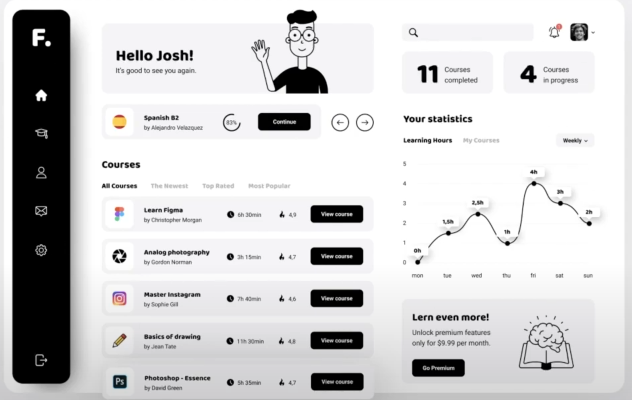 F.
Hello Josh!
It's good to see you again.
Spanish B2
by Alejandro Velazquez
83%
Continue
Courses
All Courses The Newest Top Rated Most Popular
Learn Figma
by Christopher Morgan
6h 30min
4,9
View course
Analog photography
by Gordon Norman
3h 15min
4,7
View course
Master Instagram
by Sophie Gill
7h 40min
4,6
View course
Basics of drawing
by Jean Tate
11h 30min
4,8
View course
Ps
Photoshop - Essence
by David Green
5h 35min
4,7
View course
11 Courses
completed
4 Courses
in progress
Your statistics
Learning Hours My Courses
Weekly
5
4
3
2
1
0
0h
1,5h
2,5h
1h
4h
3h
2h
mon tue wed thu fri sat sun
Lern even more!
Unlock premium features
only for $9.99 per month.
Go Premium